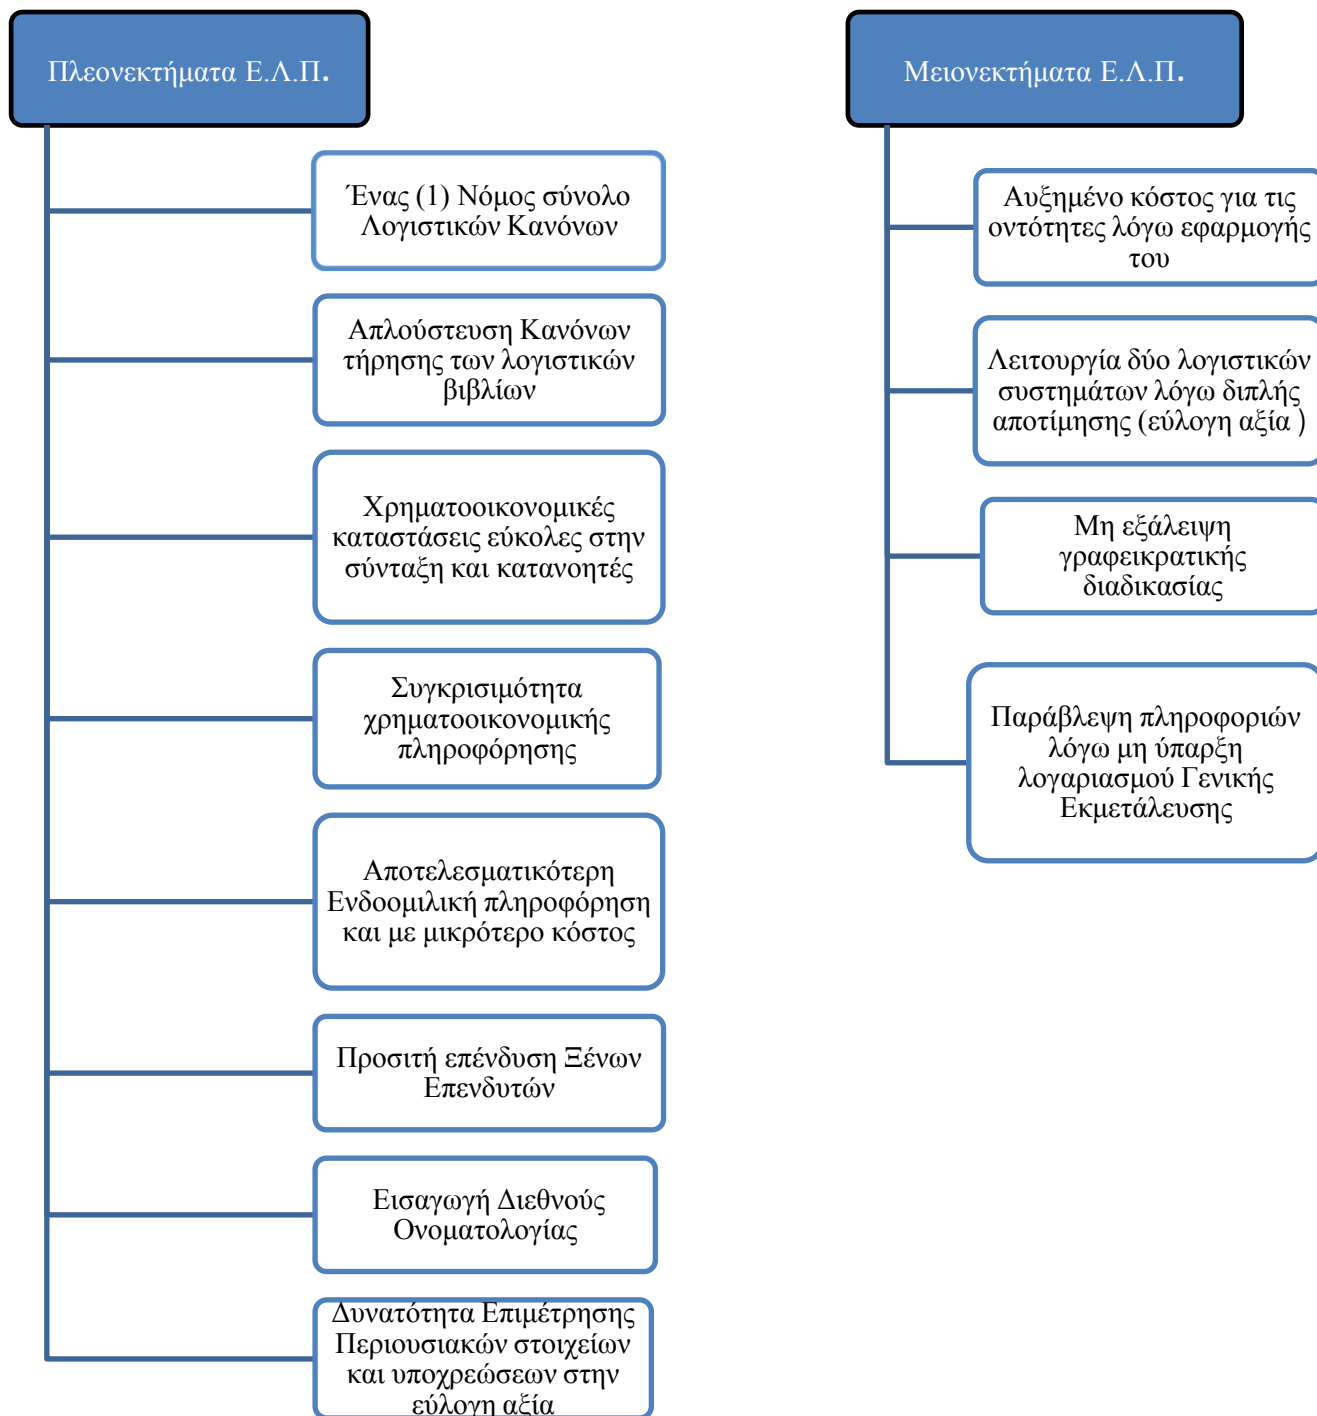 Πλεονεκτήματα Ε.Λ.Π.
Ένας (1) Νόμος σύνολο
Λογιστικών Κανόνων
Απλούστευση Κανόνων
τήρησης των λογιστικών
βιβλίων
Χρηματοοικονομικές
καταστάσεις εύκολες στην
σύνταξη και κατανοητές
Συγκρισιμότητα
χρηματοοικονομικής
πληροφόρησης
Αποτελεσματικότερη
Ενδοομιλική πληροφόρηση
και με μικρότερο κόστος
Προσιτή επένδυση Ξένων
Επενδυτών
Εισαγωγή Διεθνούς
Ονοματολογίας
Δυνατότητα Επιμέτρησης
Περιουσιακών στοιχείων
και υποχρεώσεων στην
εύλογη αξία
Μειονεκτήματα Ε.Λ.Π.
Αυξημένο κόστος για τις
οντότητες λόγω εφαρμογής
του
Λειτουργία δύο λογιστικών
συστημάτων λόγω διπλής
αποτίμησης (εύλογη αξία )
Μη εξάλειψη
γραφεικρατικής
διαδικασίας
Παράβλεψη πληροφοριών
λόγω μη ύπαρξη
λογαριασμού Γενικής
Εκμετάλευσης